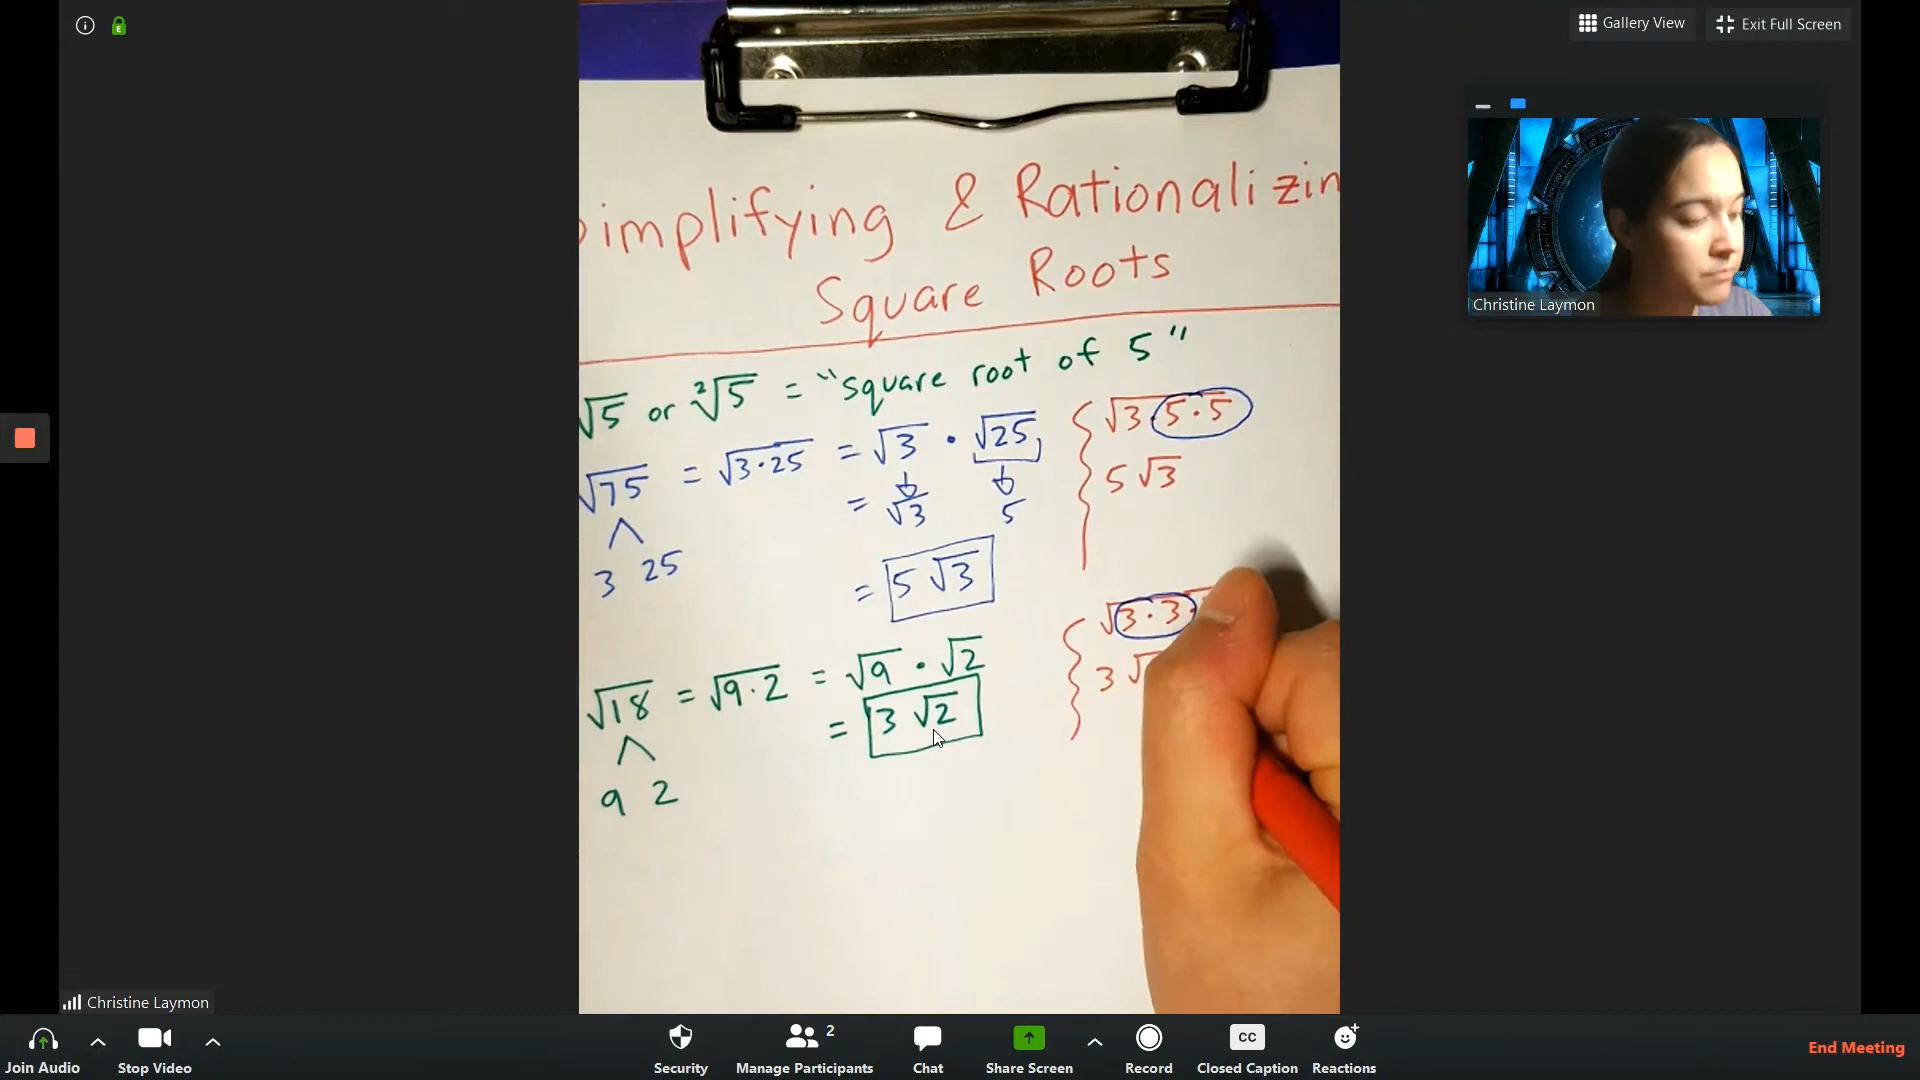 Gallery View
Exit Full Screen
Christine Laymon
implifying & Rationalizin
Square Roots
√5 or ²√5 = "square root of 5"
√75 = √3·25 = √3 · √25
= √3 5
3 25
= 5√3
√3·5·5
5√3
√18 = √9·2 = √9 · √2
= 3√2
9 2
√3·3·
3√
Christine Laymon
Join Audio
Stop Video
Security
Manage Participants
2
Chat
Share Screen
Record
CC
Closed Caption
Reactions
End Meeting